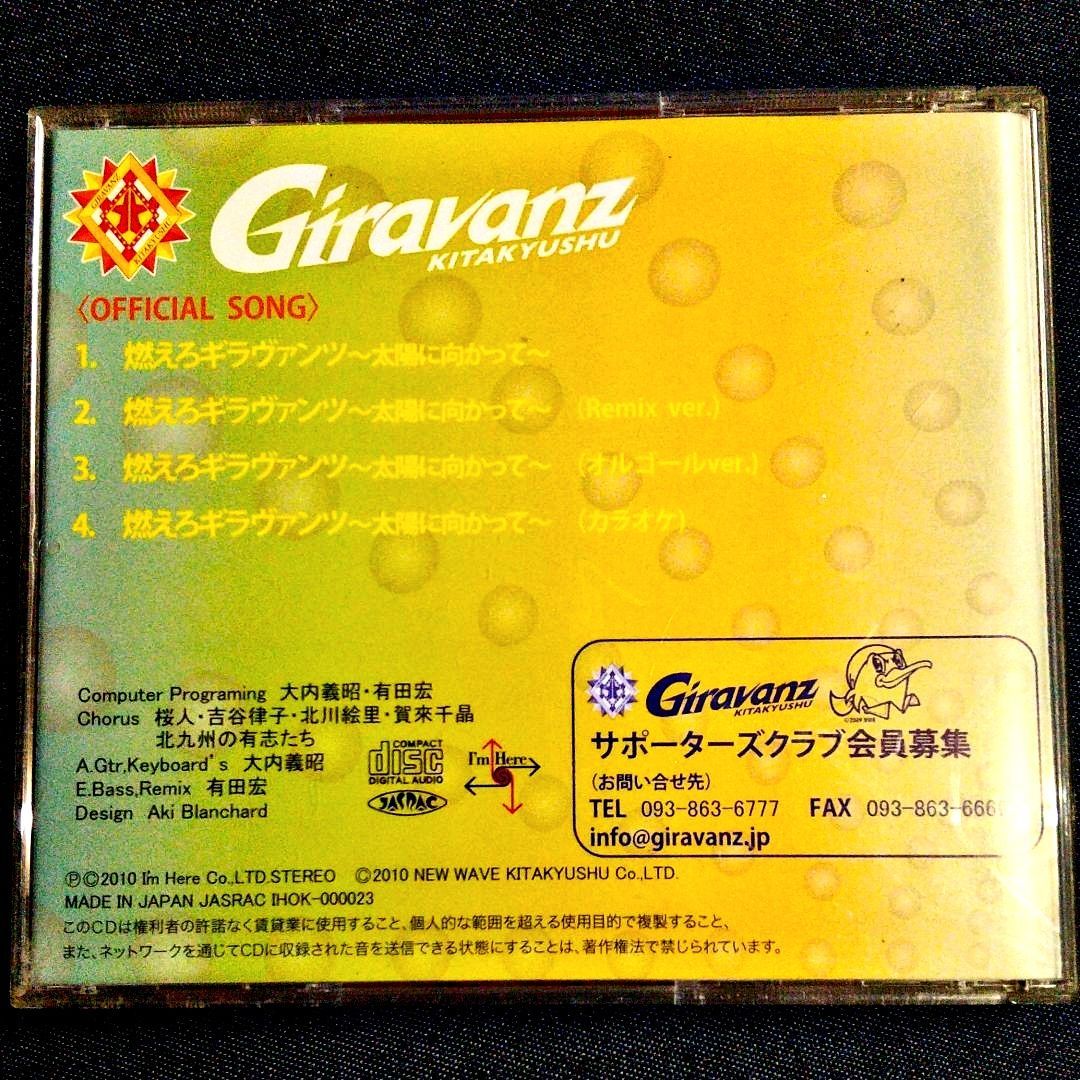 GIRAVANZ
KITAKYUSHU
Giravanz
KITAKYUSHU
〈OFFICIAL SONG〉
1. 燃えろギラヴァンツ～太陽に向かって～
2. 燃えろギラヴァンツ～太陽に向かって～ (Remix ver.)
3. 燃えろギラヴァンツ～太陽に向かって～ (オルゴールver.)
4. 燃えろギラヴァンツ～太陽に向かって～ (カラオケ)
Computer Programing 大内義昭・有田宏
Chorus 桜人・吉谷律子・北川絵里・賀來千晶
北九州の有志たち
A.Gtr,Keyboard's 大内義昭
E.Bass,Remix 有田宏
Design Aki Blanchard
COMPACT
disc
DIGITAL AUDIO
JASRAC
I'm Here
Giravanz
KITAKYUSHU
サポーターズクラブ会員募集
(お問い合せ先)
TEL 093-863-6777 FAX 093-863-666
info@giravanz.jp
Ⓟ©2010 I'm Here Co.,LTD.STEREO ©2010 NEW WAVE KITAKYUSHU Co.,LTD.
MADE IN JAPAN JASRAC IHOK-000023
このCDは権利者の許諾なく賃貸業に使用すること、個人的な範囲を超える使用目的で複製すること、
また、ネットワークを通じてCDに収録された音を送信できる状態にすることは、著作権法で禁じられています。